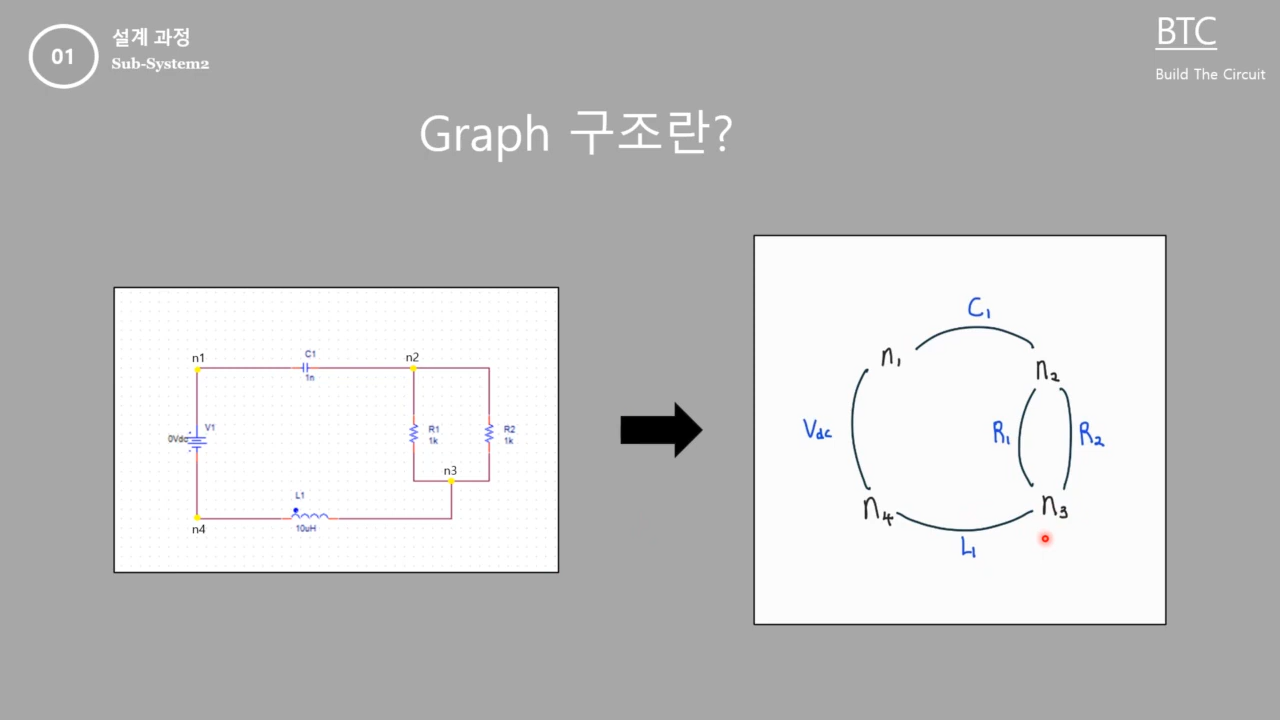 01
설계 과정
Sub-System2
BTC
Build The Circuit
Graph 구조란?
n1
C1
1n
n2
0Vdc
V1
R1
1k
R2
1k
n3
L1
10uH
n4
C1
n1
n2
Vdc
R1
R2
n4
n3
L1